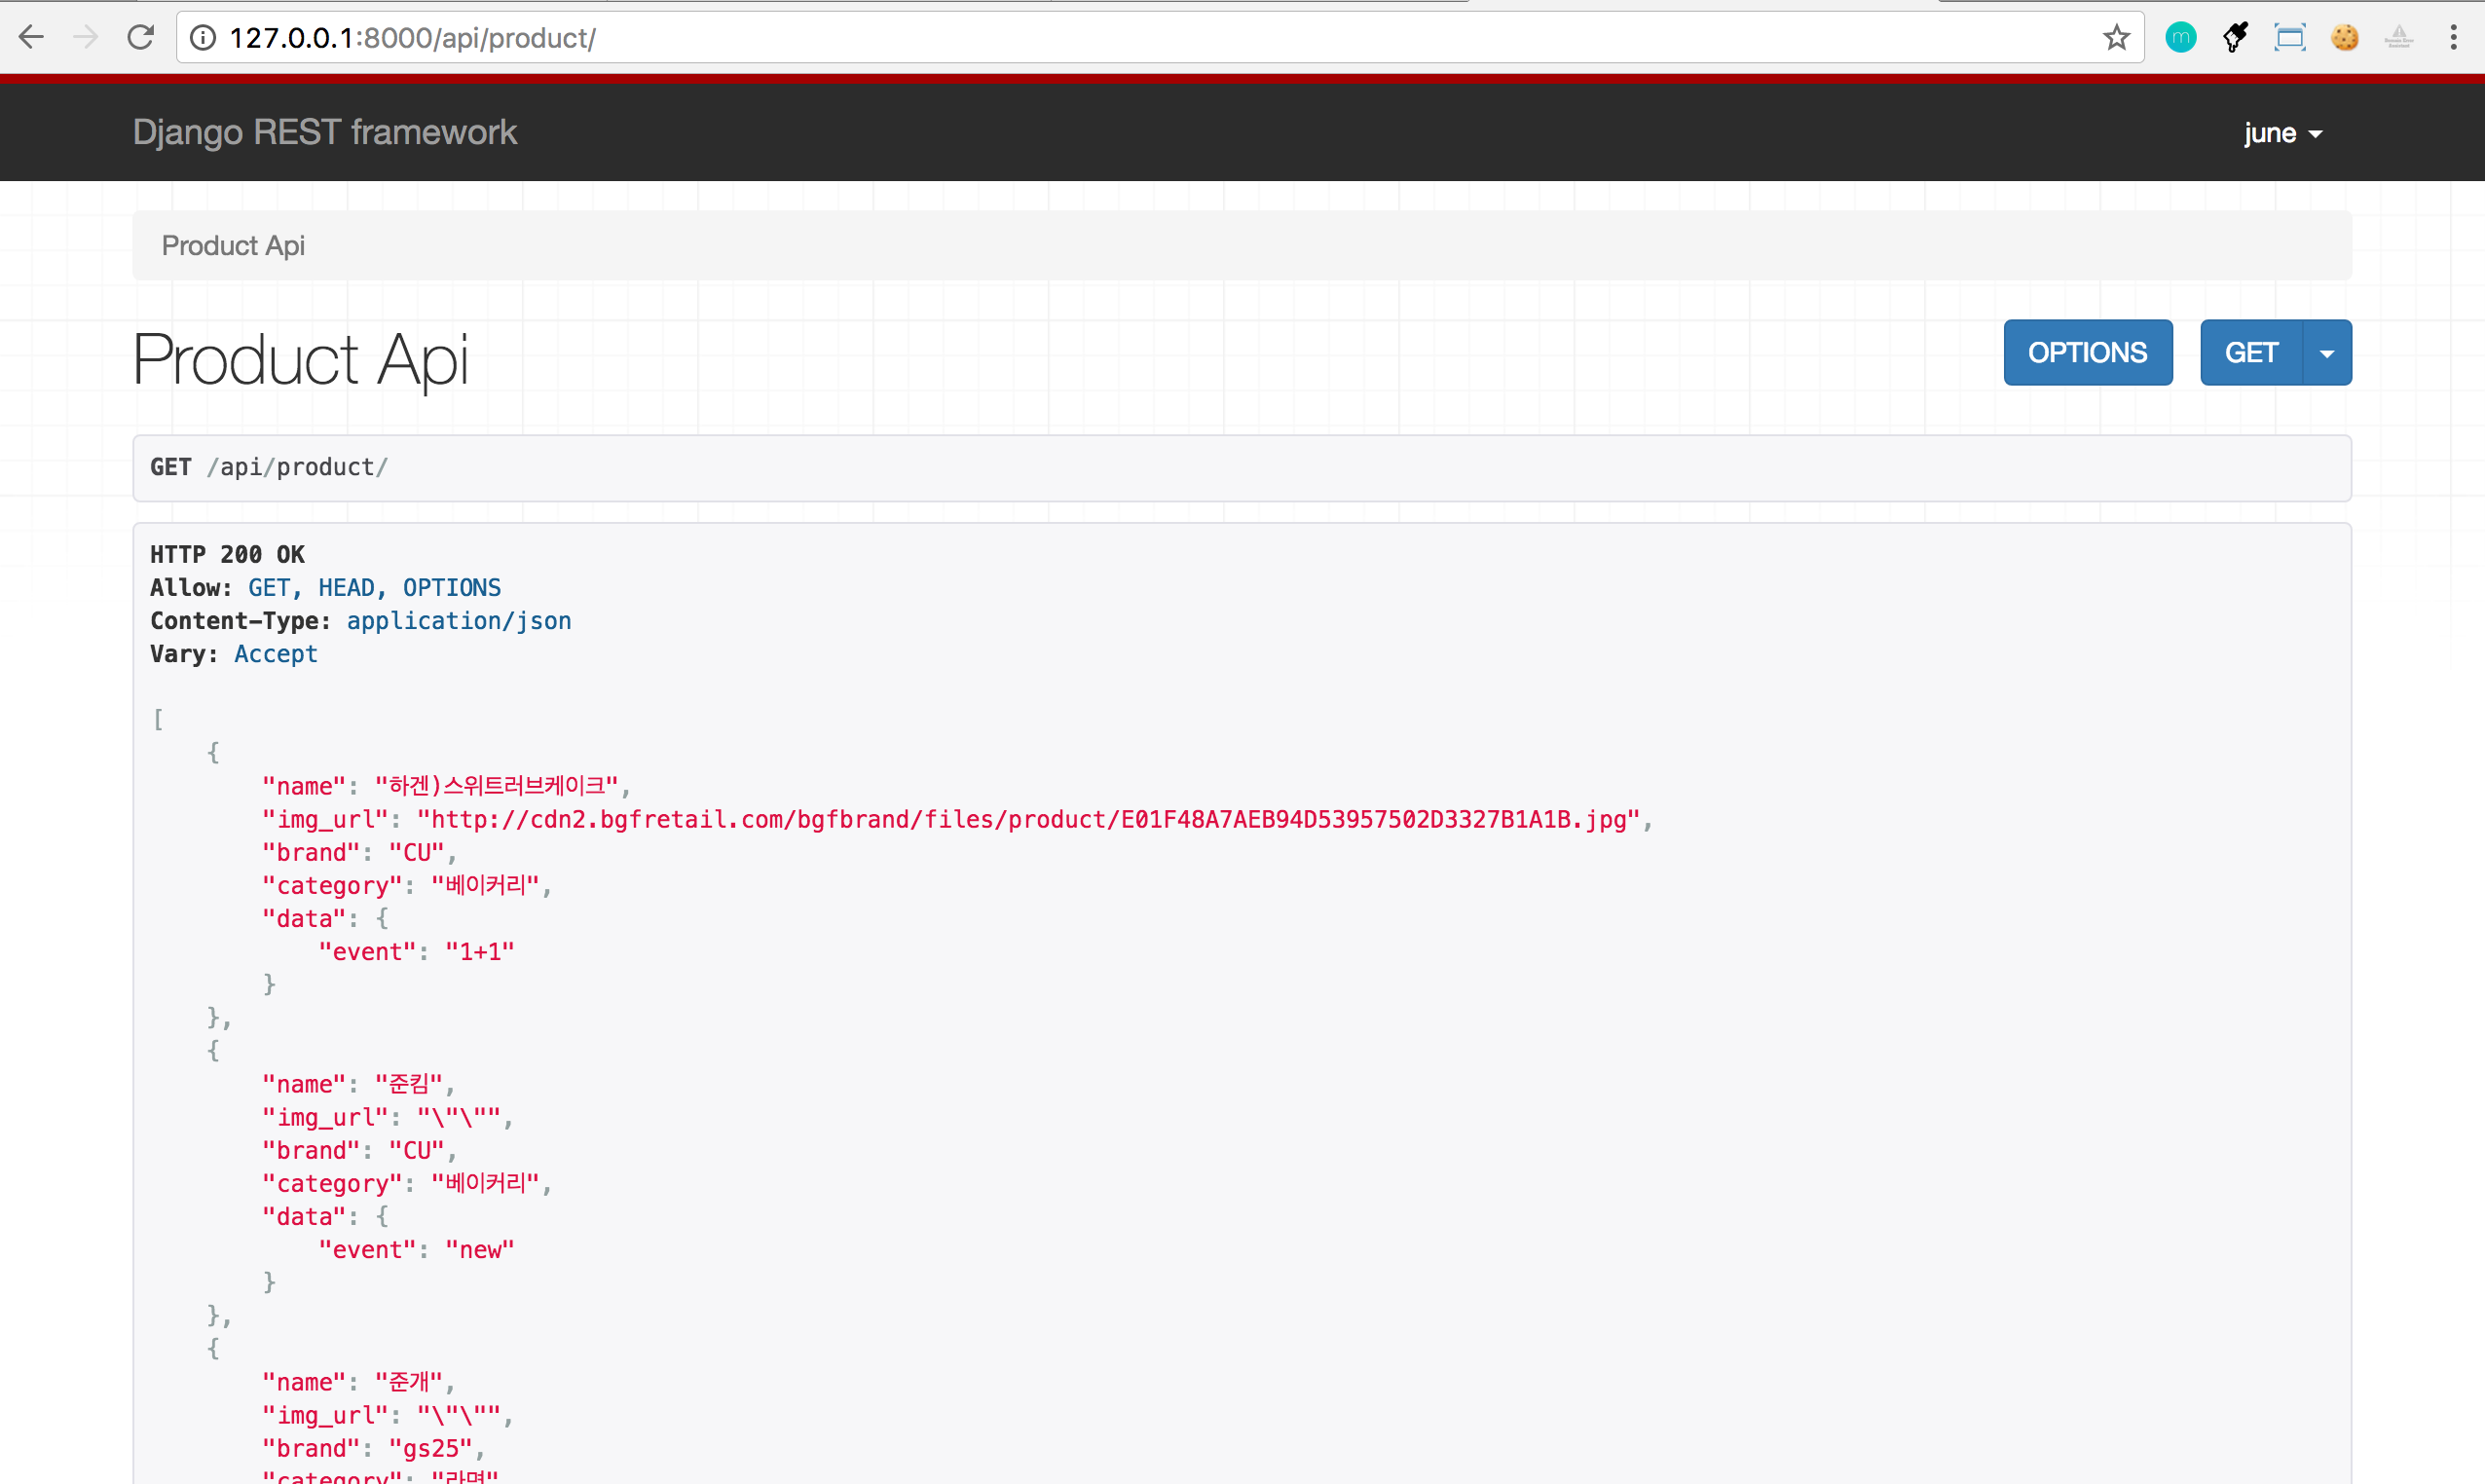 127.0.0.1:8000/api/product/
Django REST framework
june
Product Api
Product Api
OPTIONS
GET
GET /api/product/
HTTP 200 OK
Allow: GET, HEAD, OPTIONS
Content-Type: application/json
Vary: Accept
[
{
"name": "하겐)스위트러브케이크",
"img_url": "http://cdn2.bgfretail.com/bgfbrand/files/product/E01F48A7AEB94D53957502D3327B1A1B.jpg",
"brand": "CU",
"category": "베이커리",
"data": {
"event": "1+1"
}
},
{
"name": "준킴",
"img_url": "\"\"",
"brand": "CU",
"category": "베이커리",
"data": {
"event": "new"
}
},
{
"name": "준개",
"img_url": "\"\"",
"brand": "gs25",
"category": "라면"